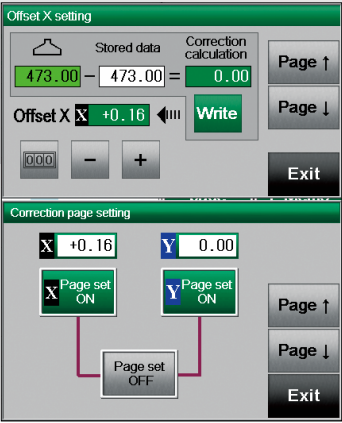 Offset X setting
Stored data
Correction
calculation
473.00 − 473.00 = 0.00
Page ↑
Offset X X +0.16
Write
Page ↓
000 − +
Exit
Correction page setting
X +0.16 Y 0.00
X Page set
ON
Y Page set
ON
Page ↑
Page ↓
Page set
OFF
Exit